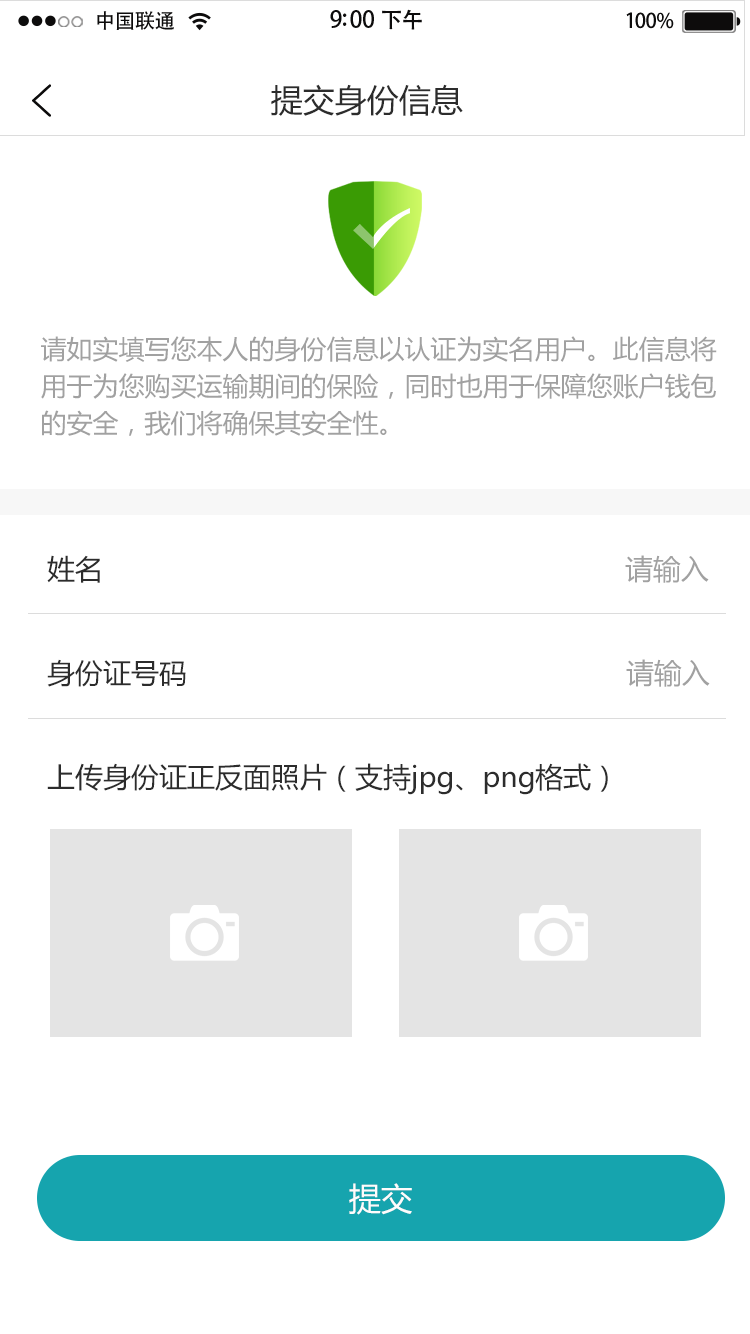 中国联通
9:00 下午
100%
提交身份信息
请如实填写您本人的身份信息以认证为实名用户。此信息将
用于为您购买运输期间的保险，同时也用于保障您账户钱包
的安全，我们将确保其安全性。
姓名 请输入
身份证号码 请输入
上传身份证正反面照片（支持jpg、png格式）
提交